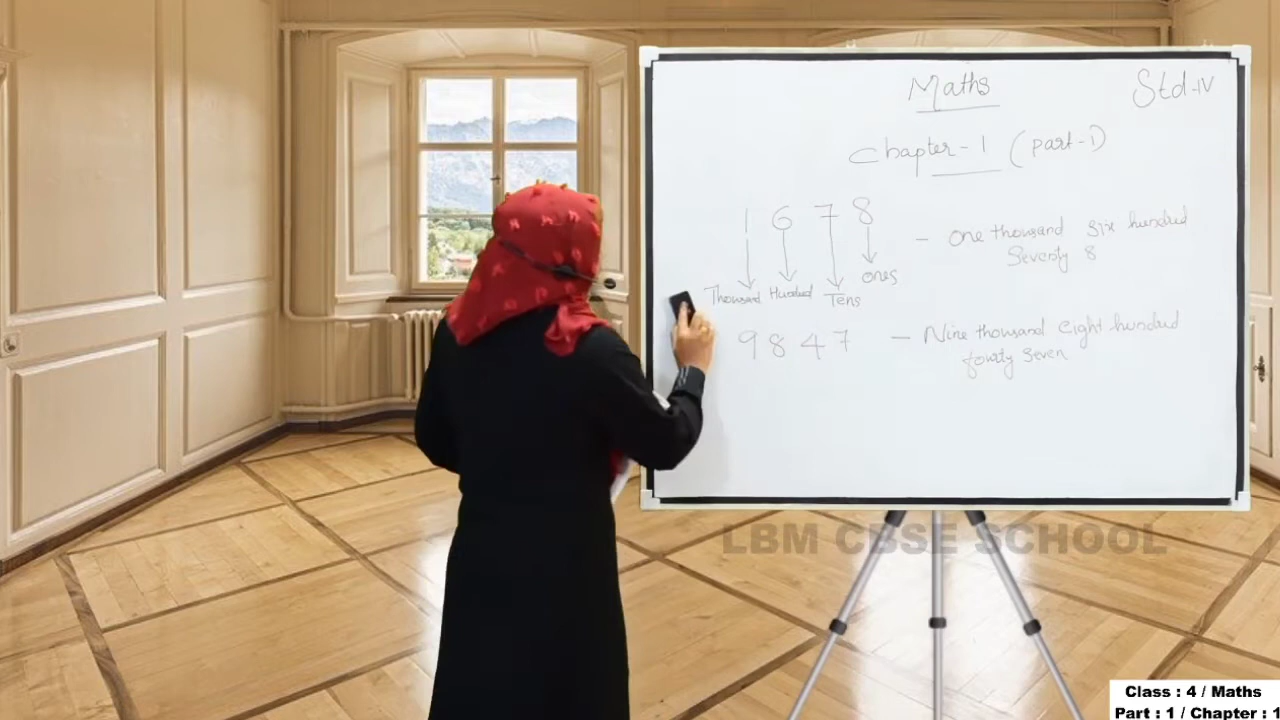 Maths
Std-IV
Chapter-1 (part-1)
1 6 7 8 - One thousand six hundred
Seventy 8
ones
Thousand Hundred Tens
9 8 4 7 - Nine thousand eight hundred
fourty seven
LBM CBSE SCHOOL
Class : 4 / Maths
Part : 1 / Chapter : 1